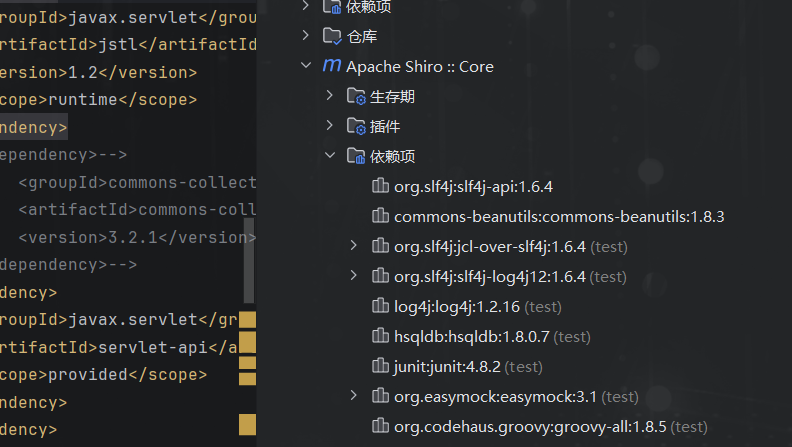 roupId>javax.servlet</grou
artifactId>jstl</artifactId
ersion>1.2</version>
cope>runtime</scope>
ndency>
ependency>-->
<groupId>commons-collect
<artifactId>commons-coll
<version>3.2.1</version>
dependency>-->
dency>
roupId>javax.servlet</gr
artifactId>servlet-api</a
cope>provided</scope>
ndency>
dency>
依赖项
仓库
m Apache Shiro :: Core
生存期
插件
依赖项
org.slf4j:slf4j-api:1.6.4
commons-beanutils:commons-beanutils:1.8.3
org.slf4j:jcl-over-slf4j:1.6.4 (test)
org.slf4j:slf4j-log4j12:1.6.4 (test)
log4j:log4j:1.2.16 (test)
hsqldb:hsqldb:1.8.0.7 (test)
junit:junit:4.8.2 (test)
org.easymock:easymock:3.1 (test)
org.codehaus.groovy:groovy-all:1.8.5 (test)